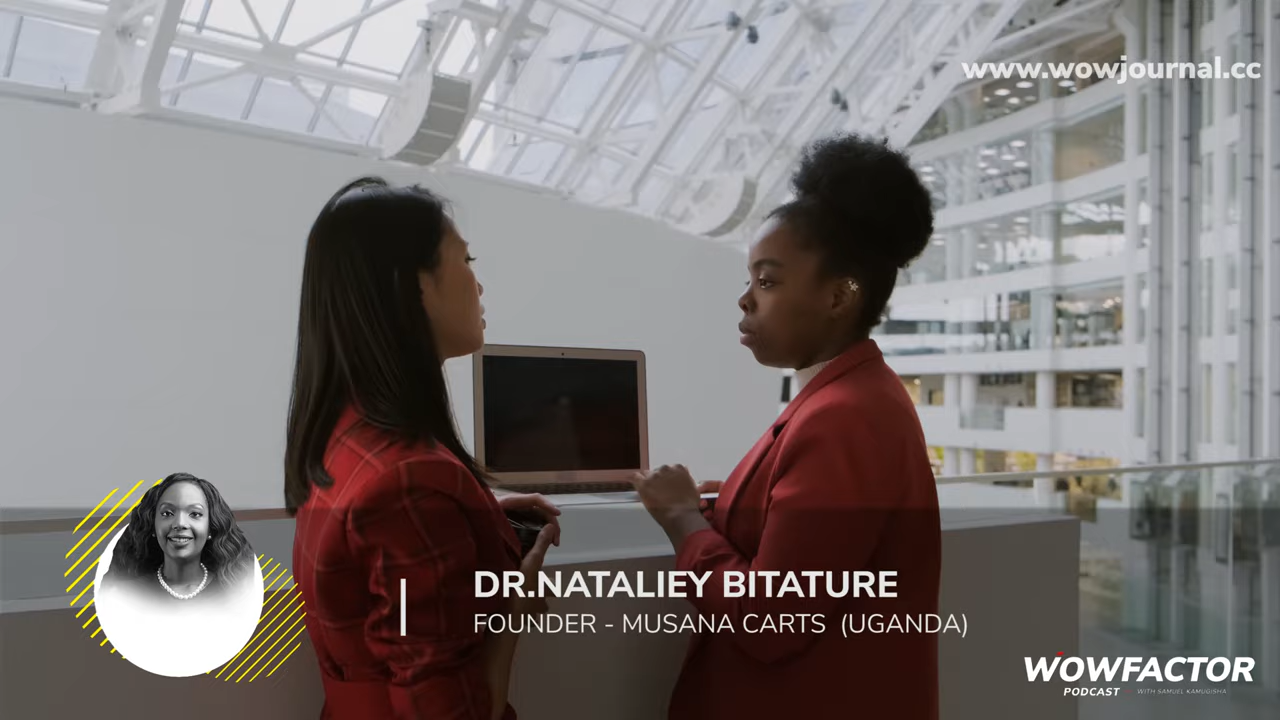 www.wowjournal.cc
DR.NATALIEY BITATURE
FOUNDER - MUSANA CARTS (UGANDA)
WOWFACTOR
PODCAST WITH SAMUEL KAMUGISHA